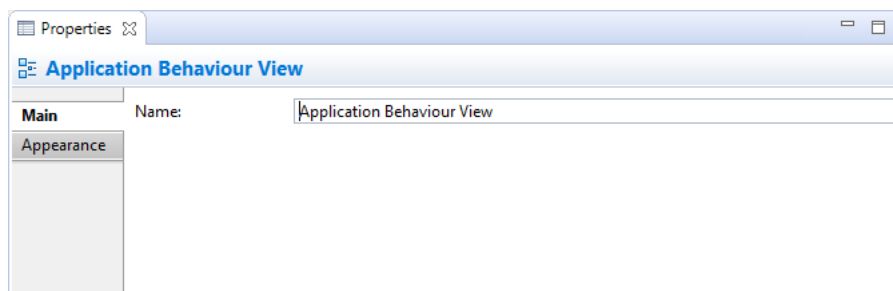 Properties
Application Behaviour View
Main
Name:
Application Behaviour View
Appearance